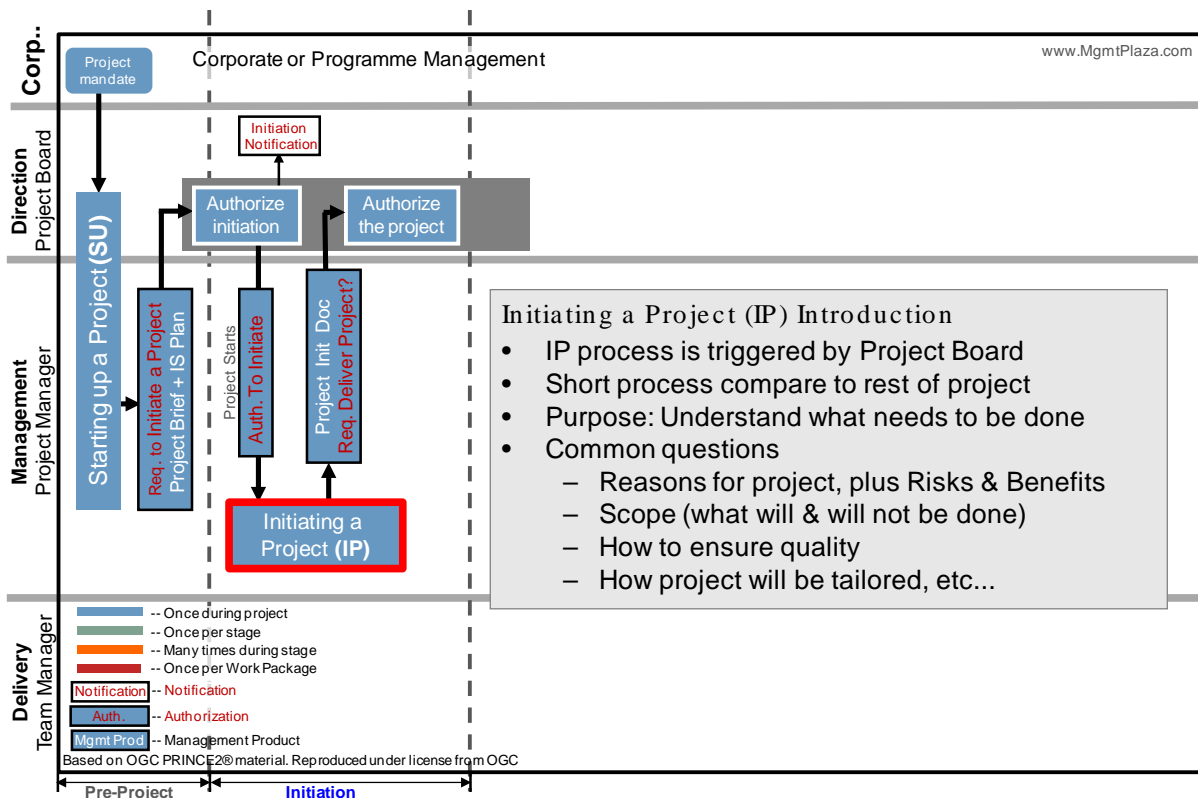 Corp..
Project
mandate
Corporate or Programme Management
www.MgmtPlaza.com
Direction
Project Board
Initiation
Notification
Authorize
initiation
Authorize
the project
Management
Project Manager
Starting up a Project (SU)
Req. to Initiate a Project
Project Brief + IS Plan
Project Starts
Auth. To Initiate
Project Init Doc
Req. Deliver Project?
Initiating a
Project (IP)
Initiating a Project (IP) Introduction
• IP process is triggered by Project Board
• Short process compare to rest of project
• Purpose: Understand what needs to be done
• Common questions
– Reasons for project, plus Risks & Benefits
– Scope (what will & will not be done)
– How to ensure quality
– How project will be tailored, etc...
Delivery
Team Manager
-- Once during project
-- Once per stage
-- Many times during stage
-- Once per Work Package
Notification -- Notification
Auth. -- Authorization
Mgmt Prod -- Management Product
Based on OGC PRINCE2® material. Reproduced under license from OGC
Pre-Project
Initiation